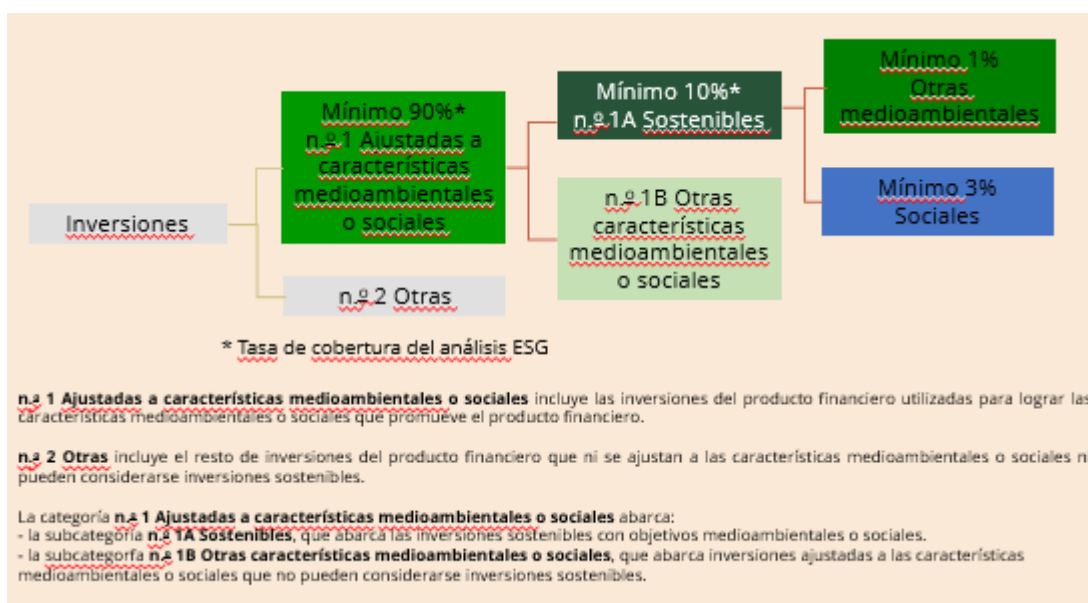 Inversiones
Mínimo 90%*
n.º 1 Ajustadas a
características
medioambientales
o sociales
n.º 2 Otras
Mínimo 10%*
n.º 1A Sostenibles
n.º 1B Otras
características
medioambientales
o sociales
Mínimo 1%
Otras
medioambientales
Mínimo 3%
Sociales
* Tasa de cobertura del análisis ESG
n.º 1 Ajustadas a características medioambientales o sociales incluye las inversiones del producto financiero utilizadas para lograr las
características medioambientales o sociales que promueve el producto financiero.
n.º 2 Otras incluye el resto de inversiones del producto financiero que ni se ajustan a las características medioambientales o sociales n
pueden considerarse inversiones sostenibles.
La categoría n.º 1 Ajustadas a características medioambientales o sociales abarca:
- la subcategoría n.º 1A Sostenibles, que abarca las inversiones sostenibles con objetivos medioambientales o sociales.
- la subcategorfa n.º 1B Otras características medioambientales o sociales, que abarca inversiones ajustadas a las características
medioambientales o sociales que no pueden considerarse inversiones sostenibles.